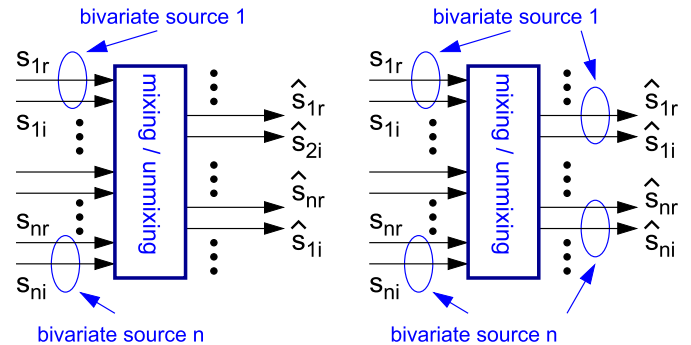 bivariate source 1
s1r
s1i
snr
sni
mixing / unmixing
ŝ1r
ŝ2i
ŝnr
ŝ1i
bivariate source n
bivariate source 1
s1r
s1i
snr
sni
mixing / unmixing
ŝ1r
ŝ1i
ŝnr
ŝni
bivariate source n